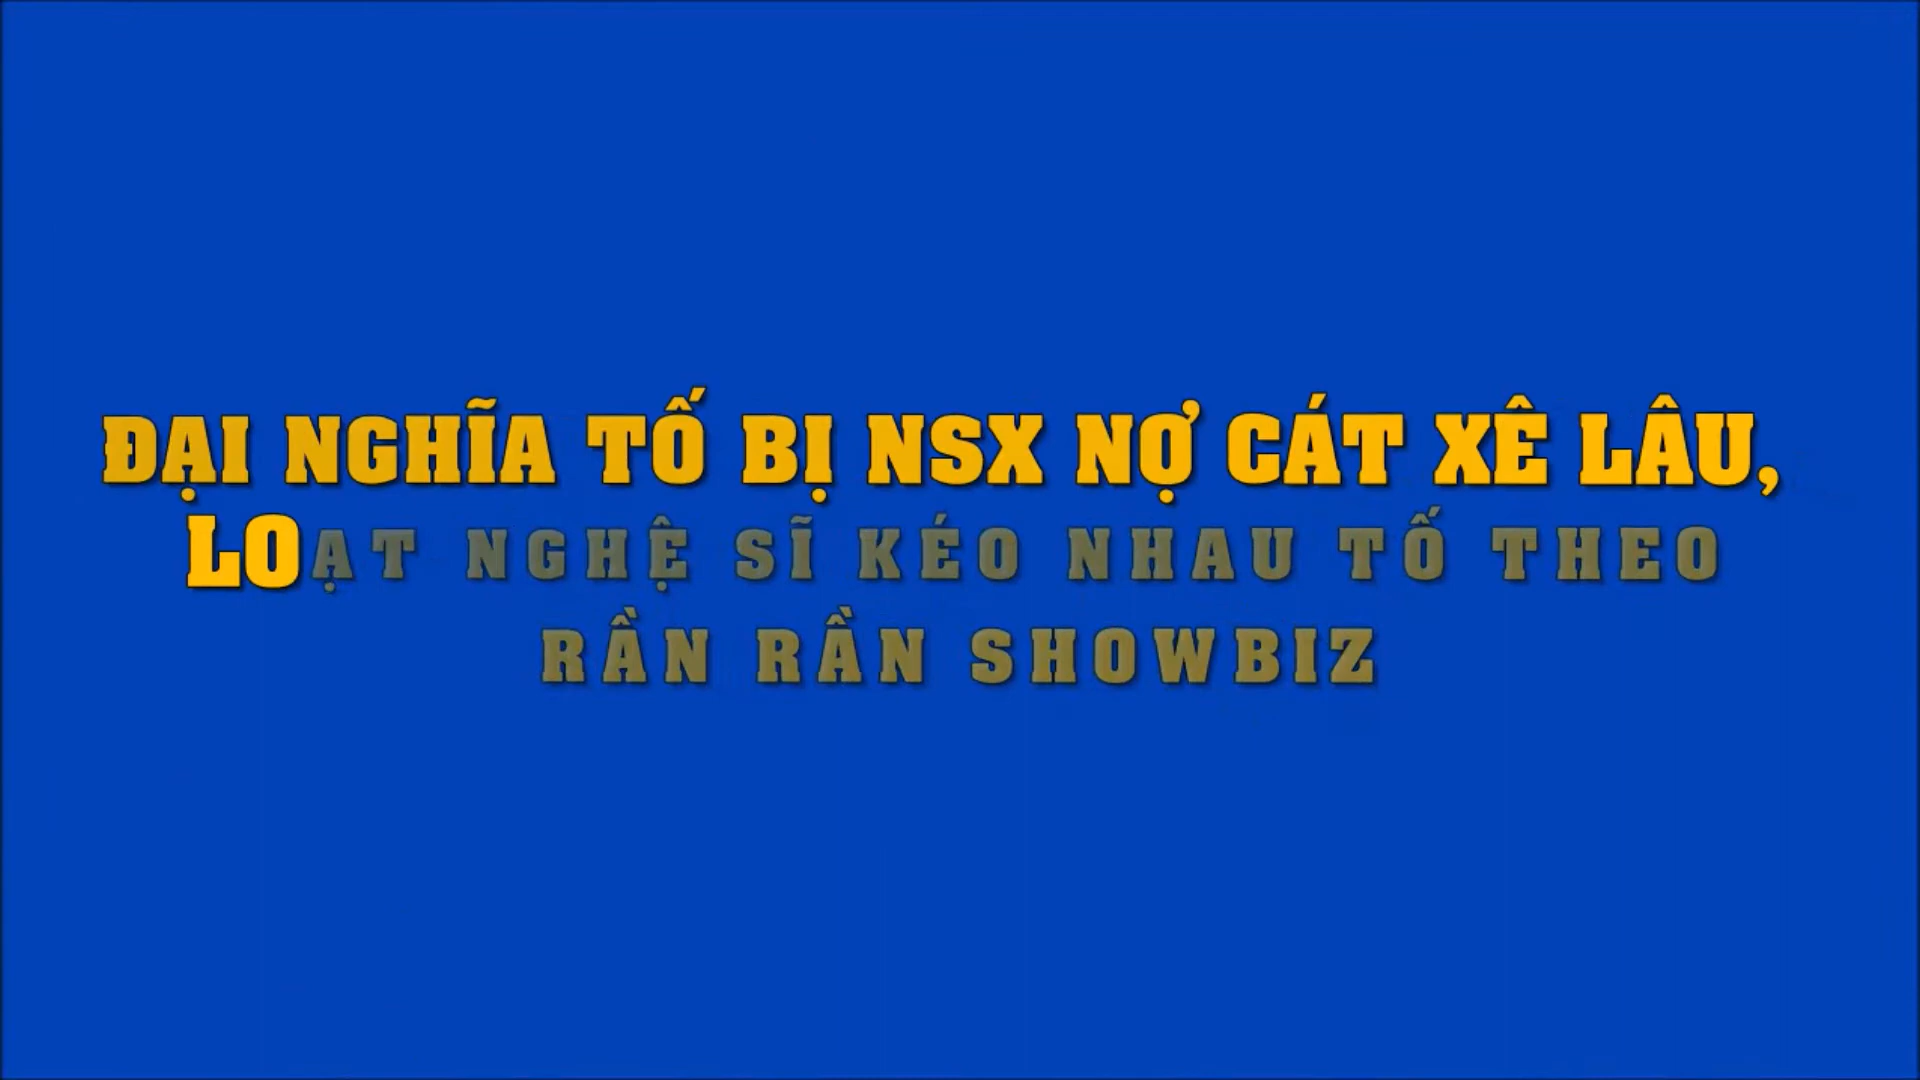 ĐẠI NGHĨA TỐ BỊ NSX NỢ CÁT XÊ LÂU,
LOẠT NGHỆ SĨ KÉO NHAU TỐ THEO
RẦN RẦN SHOWBIZ